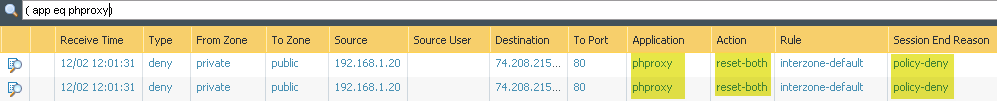 ( app eq phproxy)
Receive Time Type From Zone To Zone Source Source User Destination To Port Application Action Rule Session End Reason
12/02 12:01:31 deny private public 192.168.1.20 74.208.215... 80 phproxy reset-both interzone-default policy-deny
12/02 12:01:31 deny private public 192.168.1.20 74.208.215... 80 phproxy reset-both interzone-default policy-deny